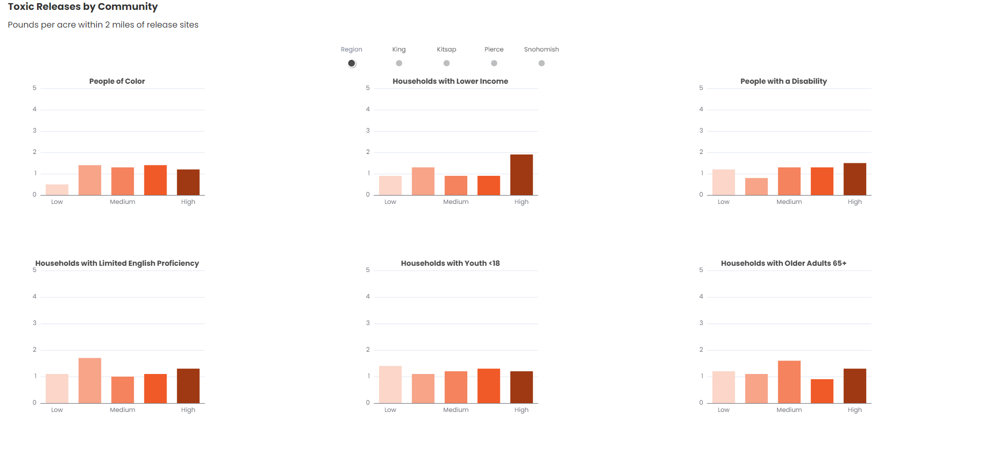 Toxic Releases by Community
Pounds per acre within 2 miles of release sites
Region King Kitsap Pierce Snohomish
People of Color
5
4
3
2
1
0
Low Medium High
Households with Lower Income
5
4
3
2
1
0
Low Medium High
People with a Disability
5
4
3
2
1
0
Low Medium High
Households with Limited English Proficiency
5
4
3
2
1
0
Low Medium High
Households with Youth <18
5
4
3
2
1
0
Low Medium High
Households with Older Adults 65+
5
4
3
2
1
0
Low Medium High